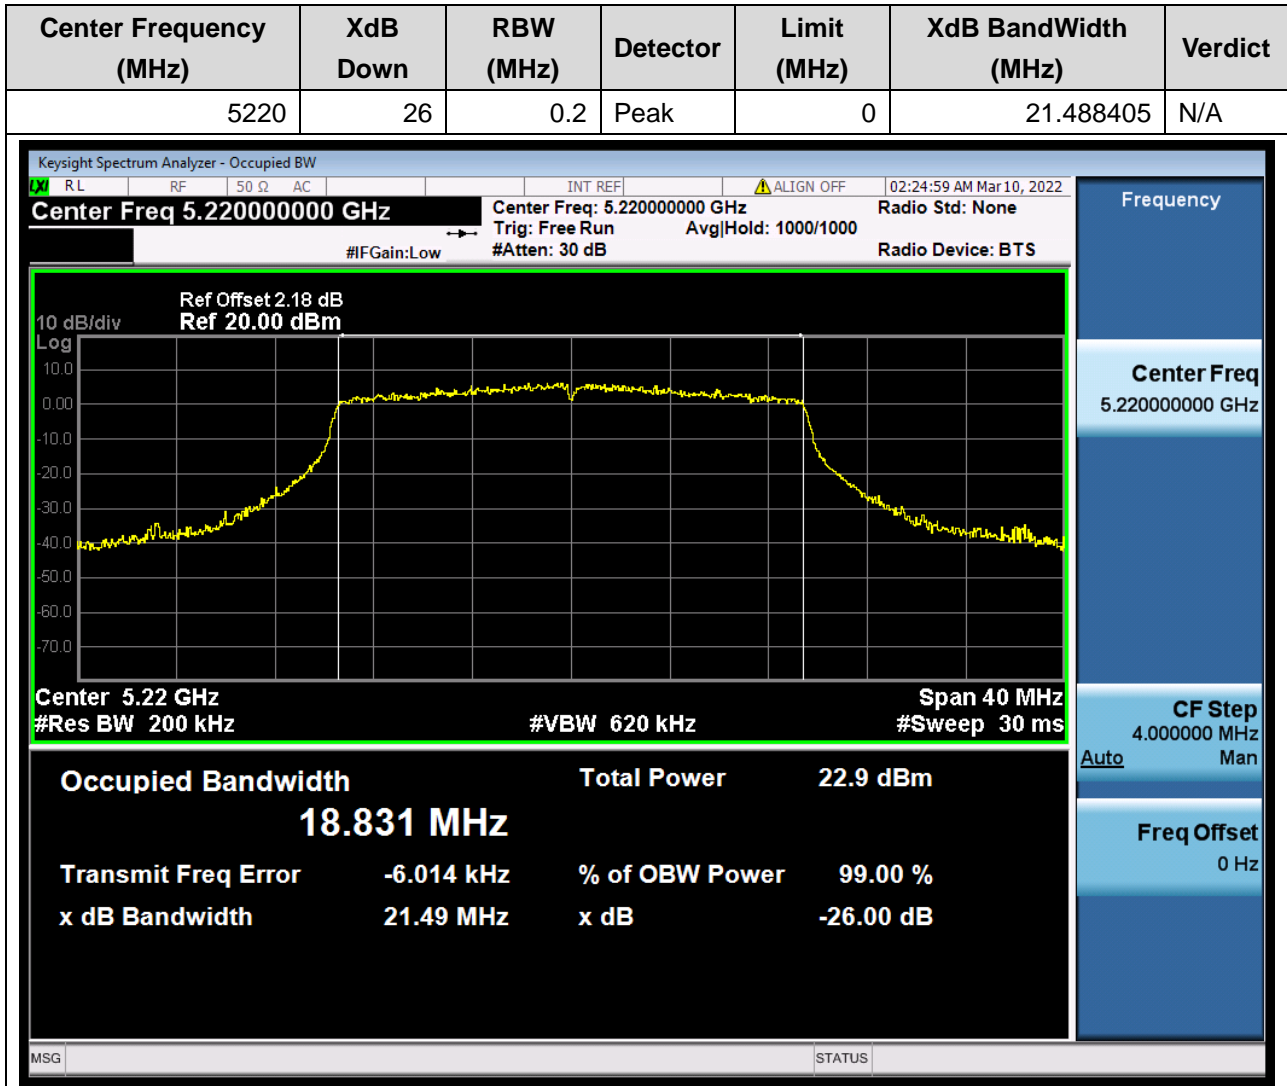 Center Frequency (MHz) XdB Down RBW (MHz) Detector Limit (MHz) XdB BandWidth (MHz) Verdict
5220 26 0.2 Peak 0 21.488405 N/A
Keysight Spectrum Analyzer - Occupied BW
LXI RL RF 50 Ω AC INT REF ALIGN OFF 02:24:59 AM Mar 10, 2022
Center Freq 5.220000000 GHz Center Freq: 5.220000000 GHz Radio Std: None
Trig: Free Run Avg|Hold: 1000/1000
#IFGain:Low #Atten: 30 dB Radio Device: BTS
Frequency
Ref Offset 2.18 dB
10 dB/div Ref 20.00 dBm
Log
10.0
0.00
-10.0
-20.0
-30.0
-40.0
-50.0
-60.0
-70.0
Center 5.22 GHz Span 40 MHz
#Res BW 200 kHz #VBW 620 kHz #Sweep 30 ms
Center Freq
5.220000000 GHz
CF Step
4.000000 MHz
Auto Man
Freq Offset
0 Hz
Occupied Bandwidth Total Power 22.9 dBm
18.831 MHz
Transmit Freq Error -6.014 kHz % of OBW Power 99.00 %
x dB Bandwidth 21.49 MHz x dB -26.00 dB
MSG STATUS